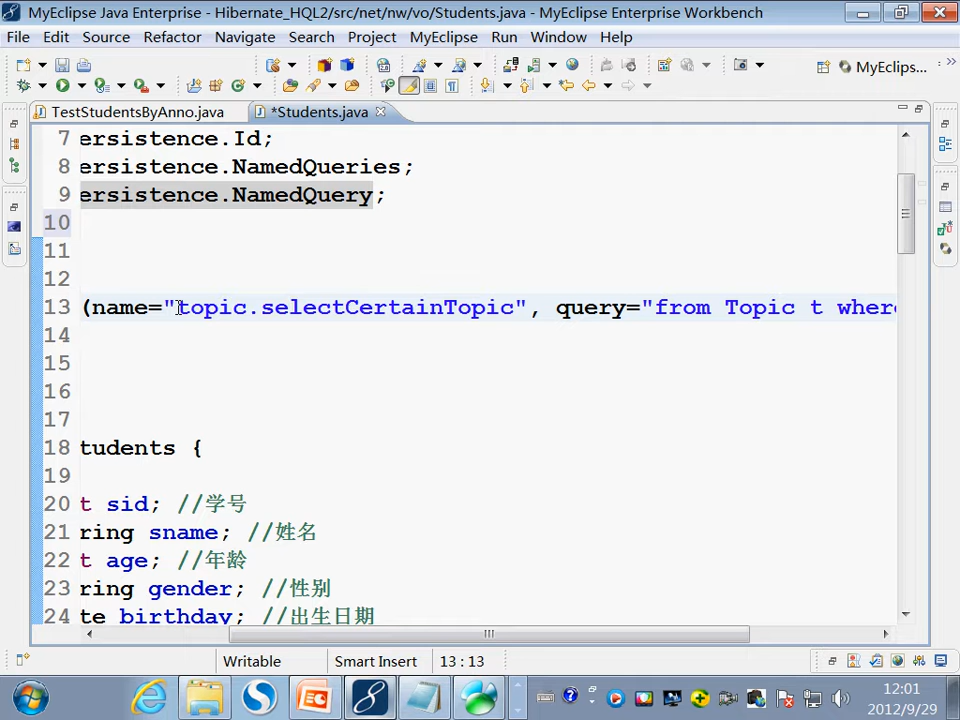 MyEclipse Java Enterprise - Hibernate_HQL2/src/net/nw/vo/Students.java - MyEclipse Enterprise Workbench
File Edit Source Refactor Navigate Search Project MyEclipse Run Window Help
MyEclips...
TestStudentsByAnno.java *Students.java
7 ersistence.Id;
8 ersistence.NamedQueries;
9 ersistence.NamedQuery;
10
11
12
13 (name="topic.selectCertainTopic", query="from Topic t where
14
15
16
17
18 tudents {
19
20 t sid; //学号
21 ring sname; //姓名
22 t age; //年龄
23 ring gender; //性别
24 te birthday; //出生日期
Writable Smart Insert 13 : 13
12:01
2012/9/29